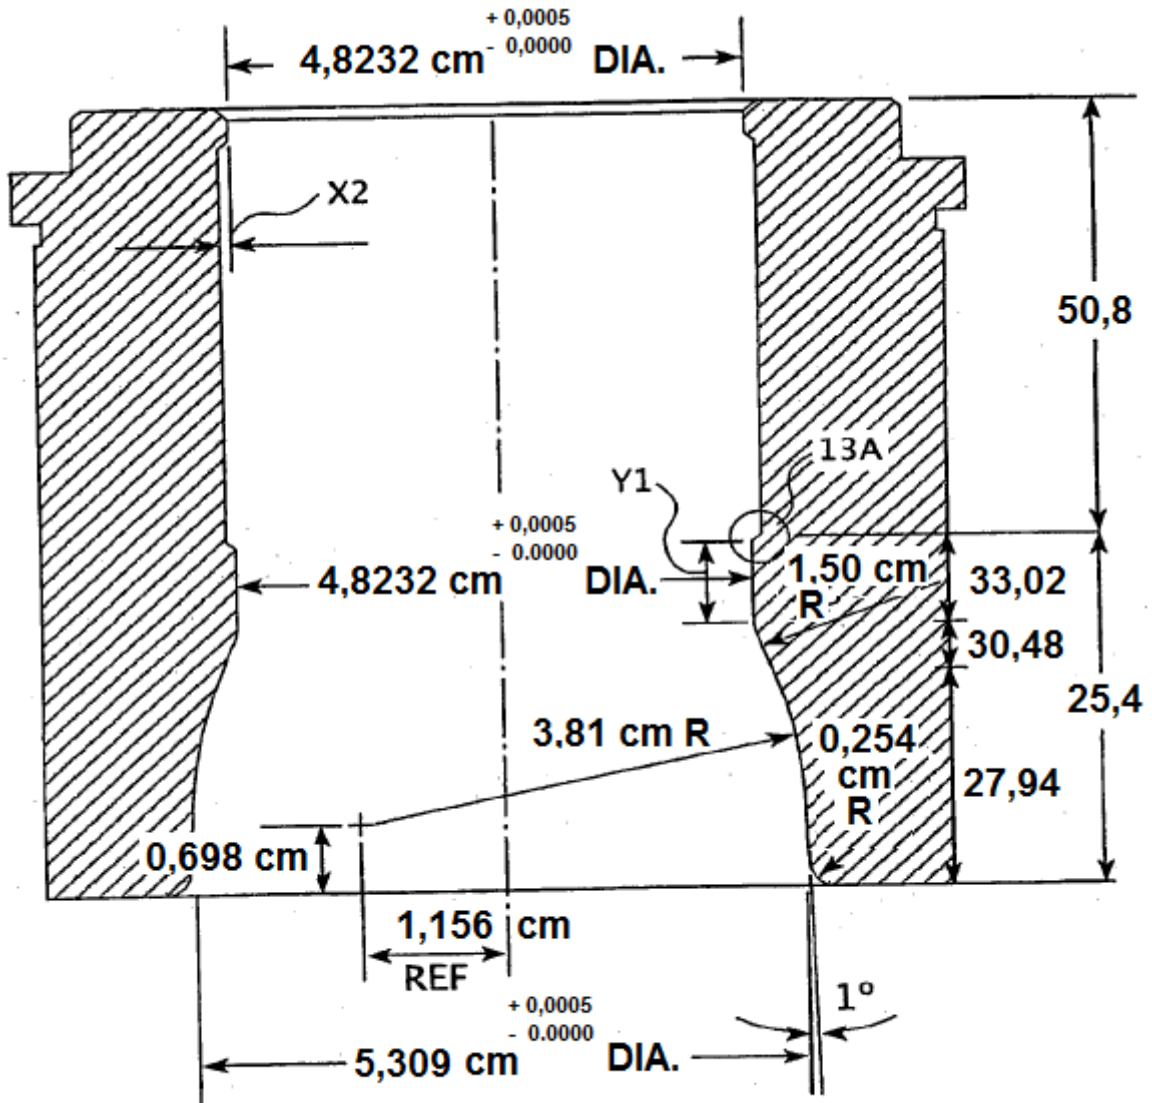 + 0,0005
- 0,0000
4,8232 cm DIA.
X2
50,8
13A
Y1
+ 0,0005
- 0.0000
4,8232 cm DIA.
1,50 cm
R
33,02
30,48
25,4
3,81 cm R
0,254
cm
R
27,94
0,698 cm
1,156 cm
REF
+ 0,0005
- 0.0000
1º
5,309 cm DIA.